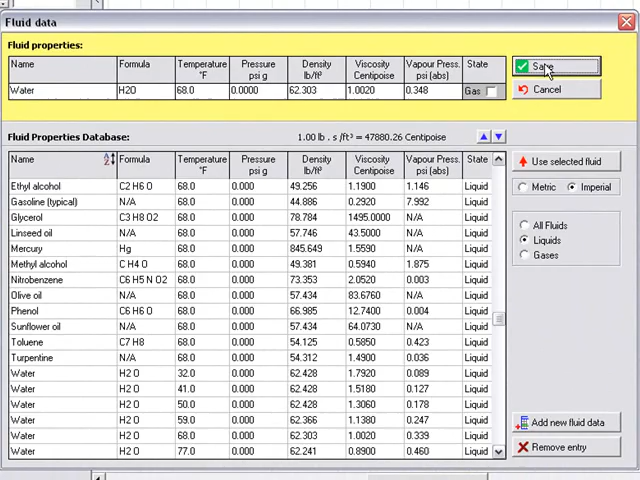 Fluid data
Fluid properties:
Name Formula Temperature °F Pressure psi g Density lb/ft³ Viscosity Centipoise Vapour Press. psi (abs) State
Water H2O 68.0 0.0000 62.303 1.0020 0.348 Gas
Save
Cancel
Fluid Properties Database: 1.00 lb . s /ft² = 47880.26 Centipoise
Name Formula Temperature °F Pressure psi g Density lb/ft³ Viscosity Centipoise Vapour Press. psi (abs) State
Ethyl alcohol C2 H6 O 68.0 0.000 49.256 1.1900 1.146 Liquid
Gasoline (typical) N/A 68.0 0.000 44.886 0.2920 7.992 Liquid
Glycerol C3 H8 O2 68.0 0.000 78.784 1495.0000 N/A Liquid
Linseed oil N/A 68.0 0.000 57.746 43.5000 N/A Liquid
Mercury Hg 68.0 0.000 845.649 1.5590 N/A Liquid
Methyl alcohol C H4 O 68.0 0.000 49.381 0.5940 1.875 Liquid
Nitrobenzene C6 H5 N O2 68.0 0.000 73.353 2.0520 0.003 Liquid
Olive oil N/A 68.0 0.000 57.434 83.6760 N/A Liquid
Phenol C6 H6 O 68.0 0.000 66.985 12.7400 0.004 Liquid
Sunflower oil N/A 68.0 0.000 57.434 64.0730 N/A Liquid
Toluene C7 H8 68.0 0.000 54.125 0.5850 0.423 Liquid
Turpentine N/A 68.0 0.000 54.312 1.4900 0.036 Liquid
Water H2 O 32.0 0.000 62.428 1.7920 0.089 Liquid
Water H2 O 41.0 0.000 62.428 1.5180 0.127 Liquid
Water H2 O 50.0 0.000 62.428 1.3060 0.178 Liquid
Water H2 O 59.0 0.000 62.366 1.1380 0.247 Liquid
Water H2 O 68.0 0.000 62.303 1.0020 0.339 Liquid
Water H2 O 77.0 0.000 62.241 0.8900 0.460 Liquid
Use selected fluid
Metric Imperial
All Fluids
Liquids
Gases
Add new fluid data
Remove entry